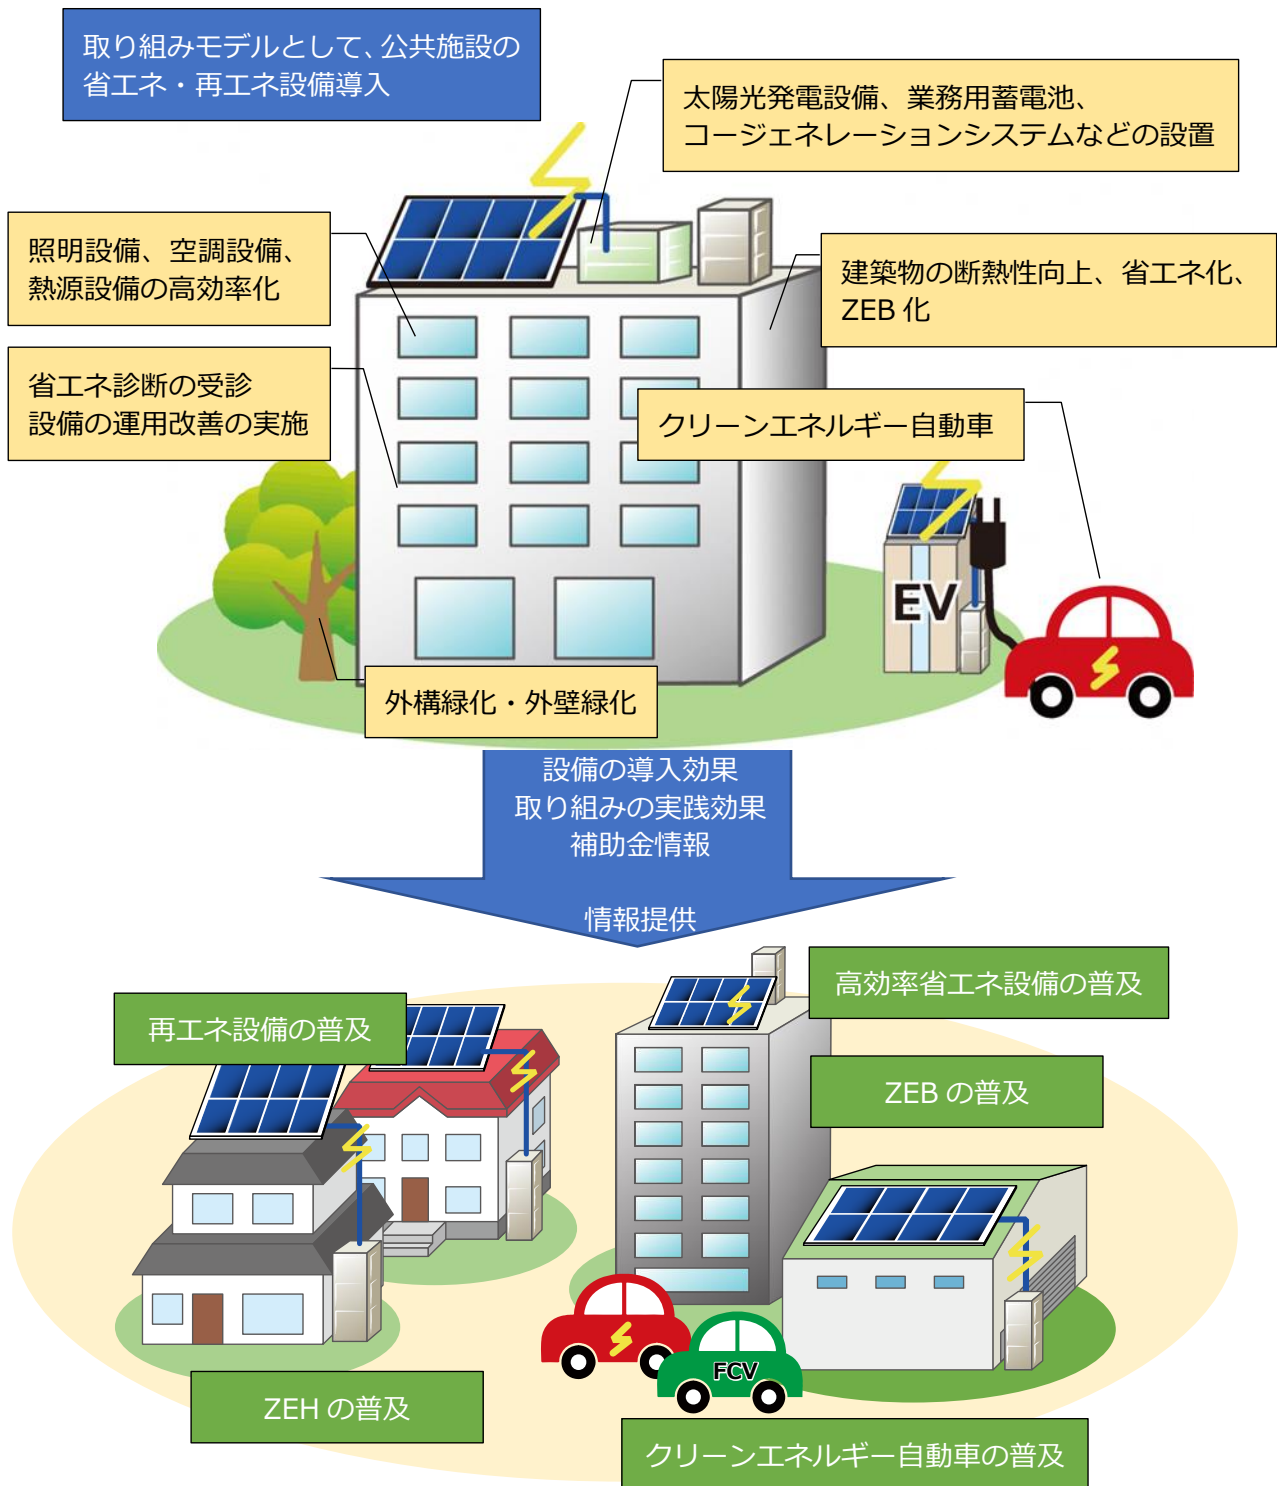 取り組みモデルとして、公共施設の
省エネ・再エネ設備導入
太陽光発電設備、業務用蓄電池、
コージェネレーションシステムなどの設置
照明設備、空調設備、
熱源設備の高効率化
建築物の断熱性向上、省エネ化、
ZEB 化
省エネ診断の受診
設備の運用改善の実施
クリーンエネルギー自動車
EV
外構緑化・外壁緑化
設備の導入効果
取り組みの実践効果
補助金情報
情報提供
高効率省エネ設備の普及
再エネ設備の普及
ZEB の普及
FCV
ZEH の普及
クリーンエネルギー自動車の普及